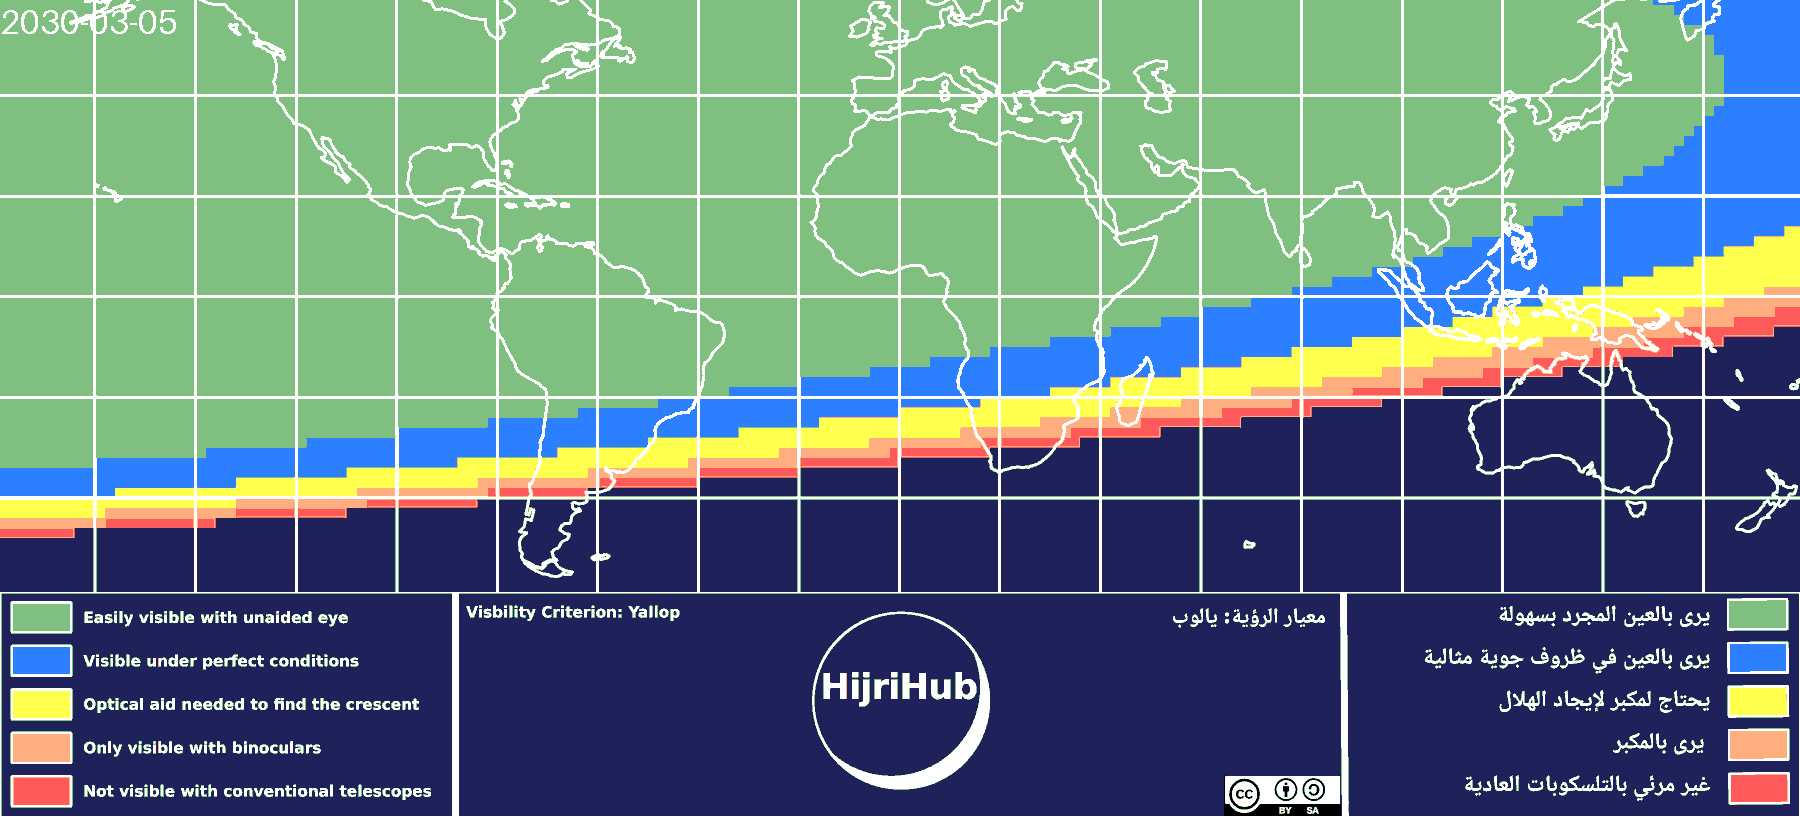 2030-03-05
Easily visible with unaided eye
Visible under perfect conditions
Optical aid needed to find the crescent
Only visible with binoculars
Not visible with conventional telescopes
Visbility Criterion: Yallop
معيار الرؤية: يالوب
HijriHub
cc
BY SA
يرى بالعين المجرد بسهولة
يرى بالعين في ظروف جوية مثالية
يحتاج لمكبر لإيجاد الهلال
يرى بالمكبر
غير مرئي بالتلسكوبات العادية